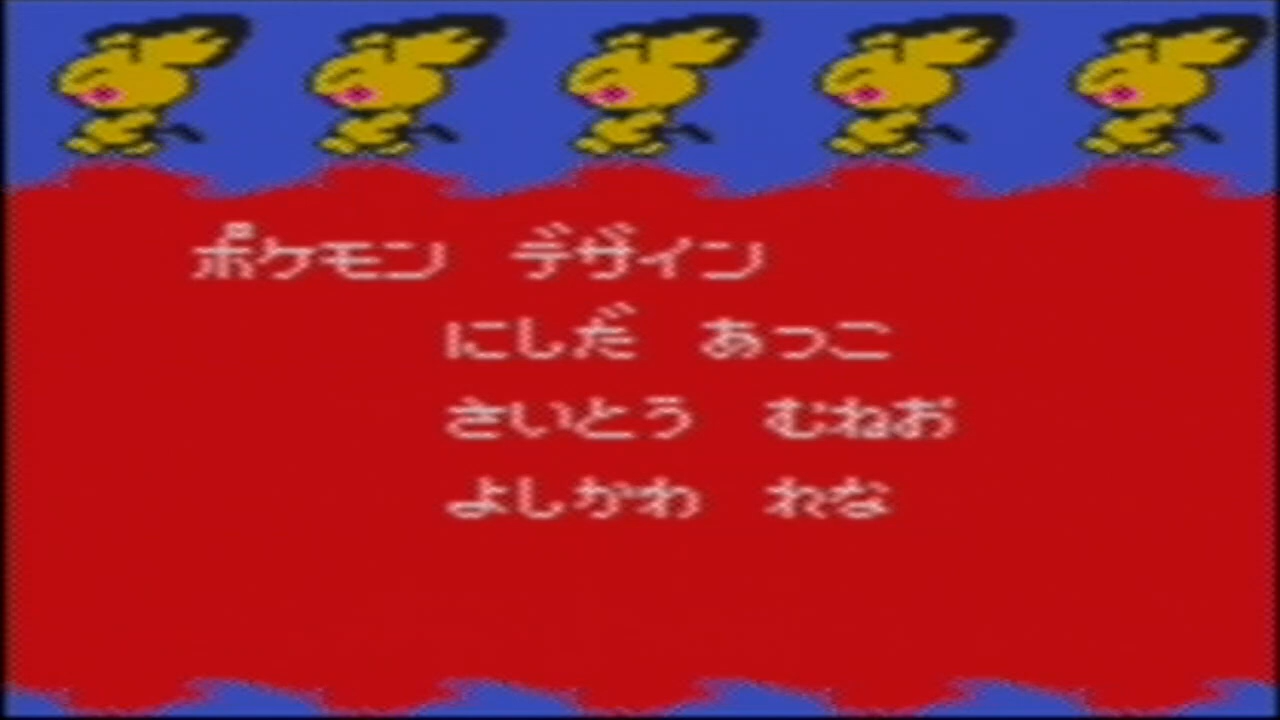 ポケモン デザイン
にしだ あっこ
さいとう むねお
よしかわ れな